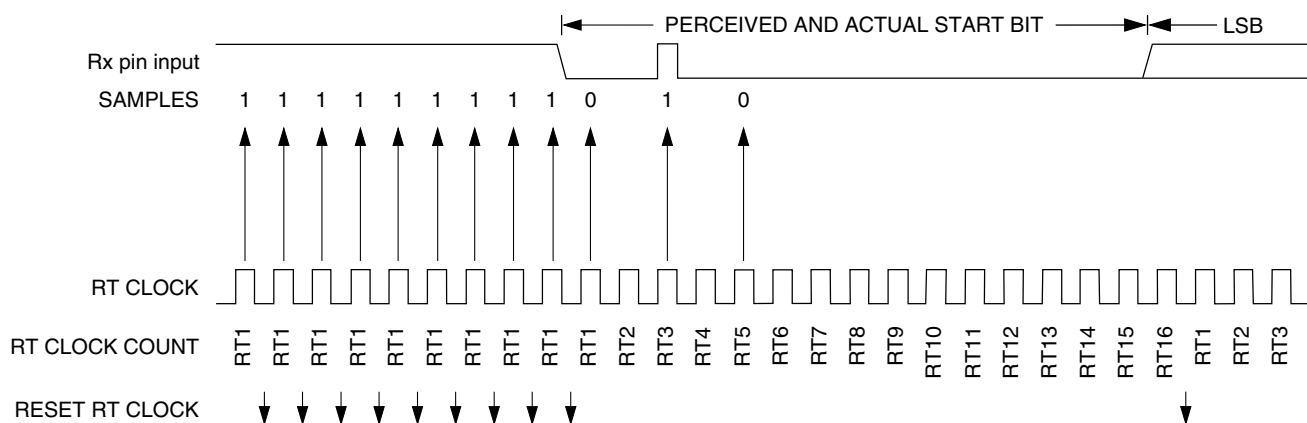 PERCEIVED AND ACTUAL START BIT LSB
Rx pin input
SAMPLES 1 1 1 1 1 1 1 1 1 0 1 0
RT CLOCK
RT CLOCK COUNT RT1 RT1 RT1 RT1 RT1 RT1 RT1 RT1 RT1 RT1 RT2 RT3 RT4 RT5 RT6 RT7 RT8 RT9 RT10 RT11 RT12 RT13 RT14 RT15 RT16 RT1 RT2 RT3
RESET RT CLOCK